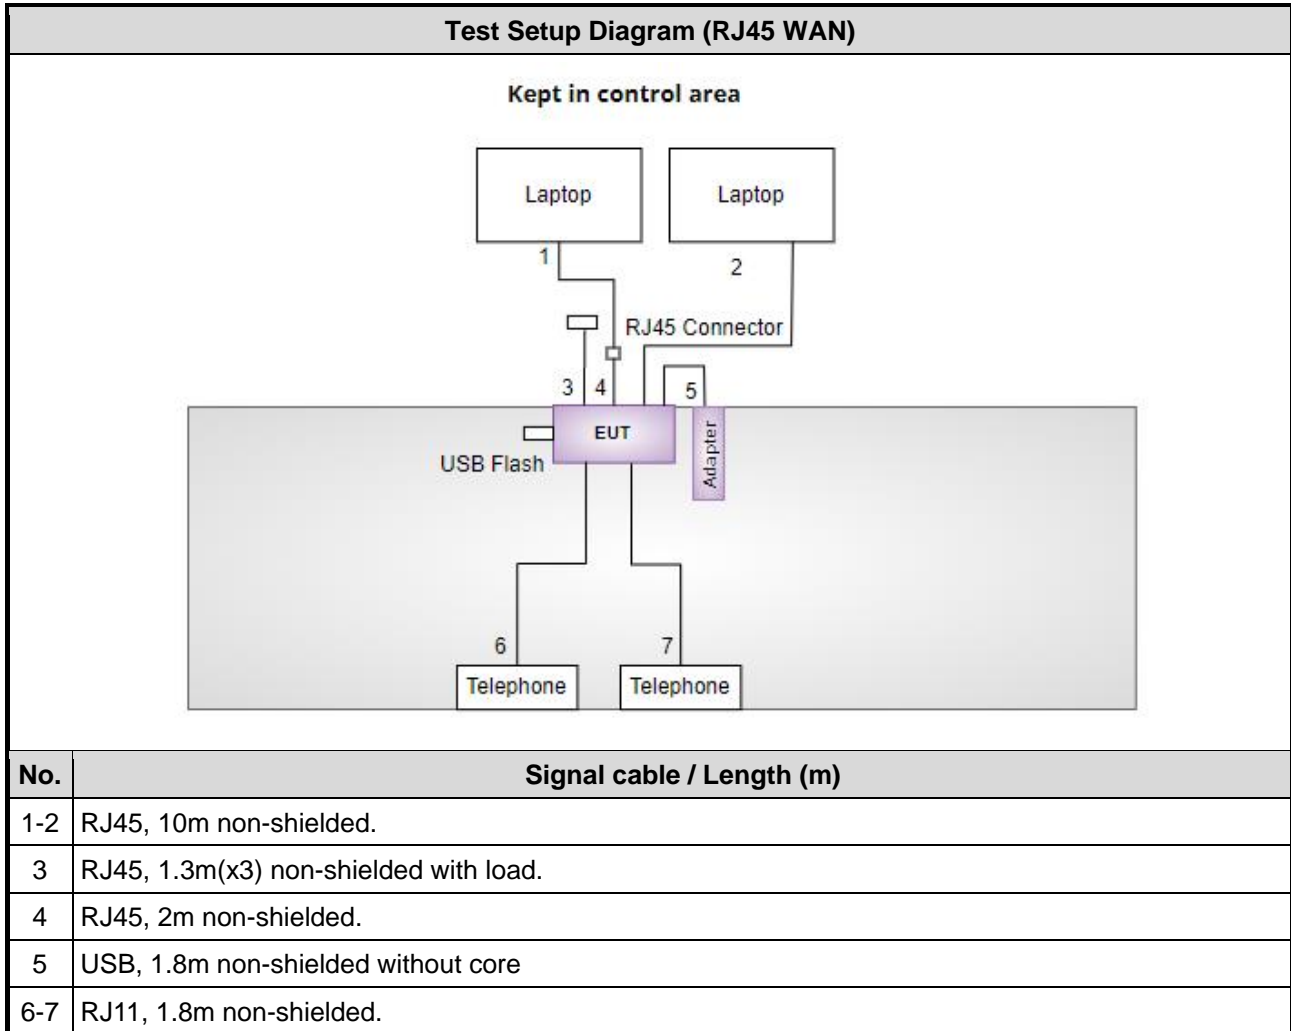 Test Setup Diagram (RJ45 WAN)
Kept in control area
Laptop
Laptop
1
2
RJ45 Connector
3
4
5
EUT
Adapter
USB Flash
6
7
Telephone
Telephone
No. Signal cable / Length (m)
1-2 RJ45, 10m non-shielded.
3 RJ45, 1.3m(x3) non-shielded with load.
4 RJ45, 2m non-shielded.
5 USB, 1.8m non-shielded without core
6-7 RJ11, 1.8m non-shielded.